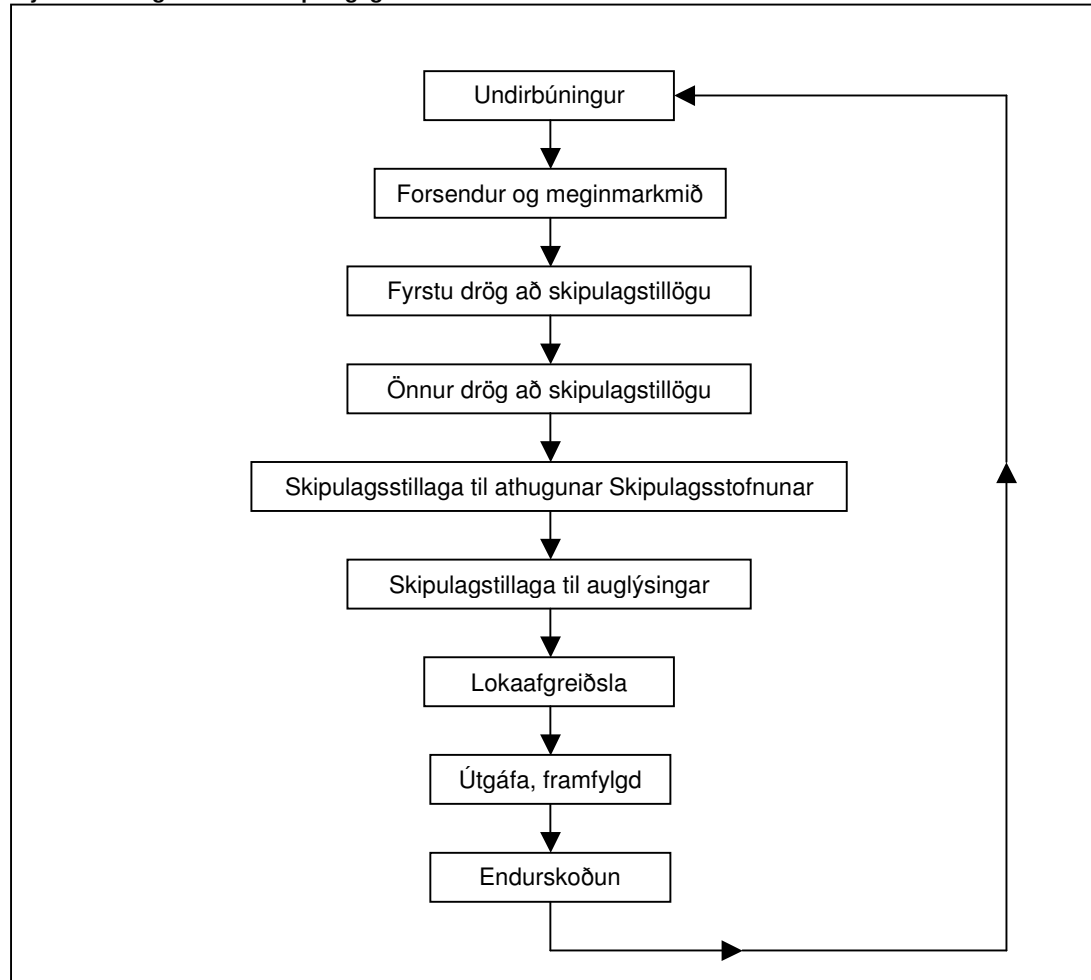 Undirbúningur
Forsendur og meginmarkmið
Fyrstu drög að skipulagstillögu
Önnur drög að skipulagstillögu
Skipulagsstillaga til athugunar Skipulagsstofnunar
Skipulagstillaga til auglýsingar
Lokaafgreiðsla
Útgáfa, framfylgd
Endurskoðun